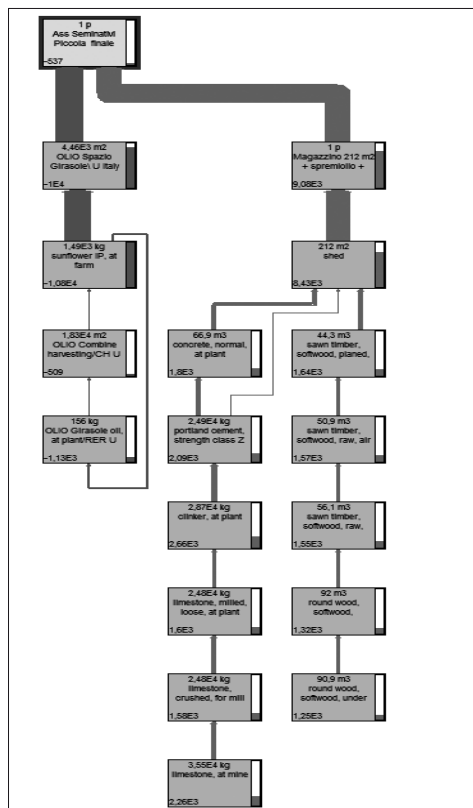 1 p
Ass Seminativi
Piccola finale
-537
4,46E3 m2
OLIO Spazio
Girasole\ U Italy
-1E4
1 p
Magazzino 212 m2
+ spremiolio +
9,08E3
1,49E3 kg
sunflower IP, at
farm
-1,08E4
212 m2
shed
8,43E3
1,83E4 m2
OLIO Combine
harvesting/CH U
-509
66,9 m3
concrete, normal,
at plant
1,8E3
44,3 m3
sawn timber,
softwood, planed,
1,64E3
156 kg
OLIO Girasole oil,
at plant/RER U
-1,13E3
2,49E4 kg
portland cement,
strength class Z
2,09E3
50,9 m3
sawn timber,
softwood, raw, air
1,57E3
2,87E4 kg
clinker, at plant
2,66E3
56,1 m3
sawn timber,
softwood, raw,
1,55E3
2,48E4 kg
limestone, milled,
loose, at plant
1,6E3
92 m3
round wood,
softwood,
1,32E3
2,48E4 kg
limestone,
crushed, for mill
1,58E3
90,9 m3
round wood,
softwood, under
1,25E3
3,55E4 kg
limestone, at mine
2,26E3